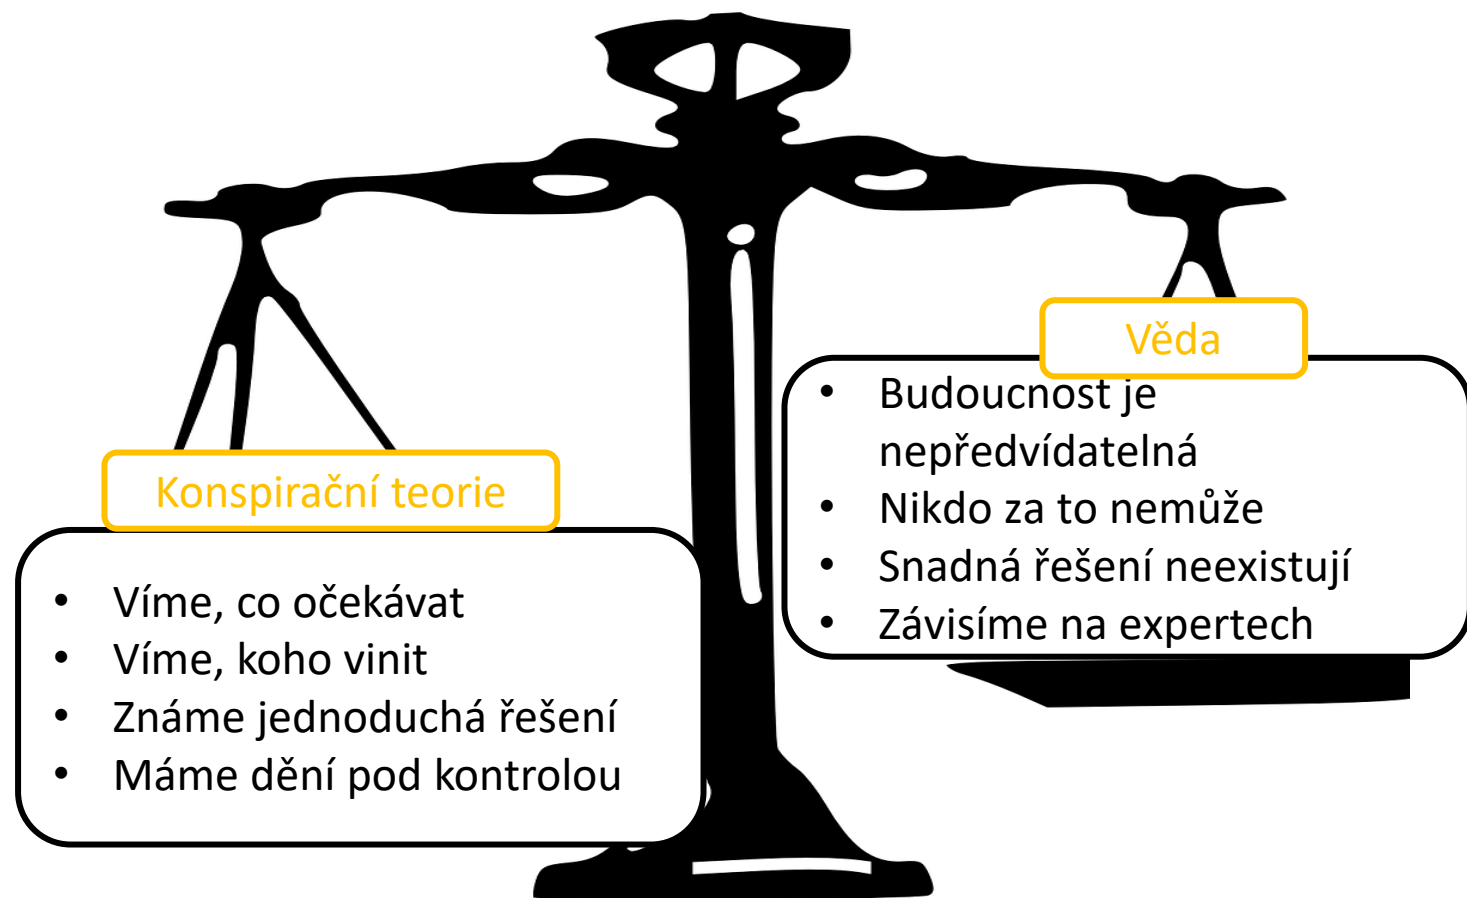 Konspirační teorie
• Víme, co očekávat
• Víme, koho vinit
• Známe jednoduchá řešení
• Máme dění pod kontrolou
Věda
• Budoucnost je
nepředvídatelná
• Nikdo za to nemůže
• Snadná řešení neexistují
• Závisíme na expertech